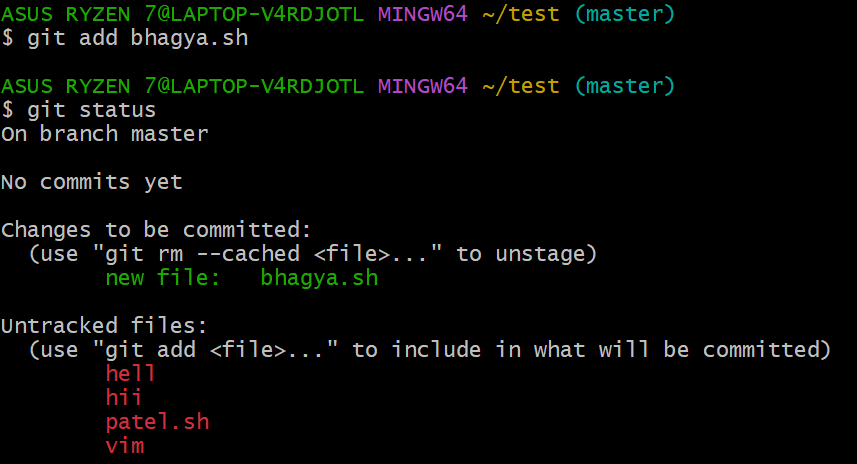 ASUS RYZEN 7@LAPTOP-V4RDJOTL MINGW64 ~/test (master)
$ git add bhagya.sh
ASUS RYZEN 7@LAPTOP-V4RDJOTL MINGW64 ~/test (master)
$ git status
On branch master
No commits yet
Changes to be committed:
(use "git rm --cached <file>..." to unstage)
new file:   bhagya.sh
Untracked files:
(use "git add <file>..." to include in what will be committed)
hell
hii
patel.sh
vim